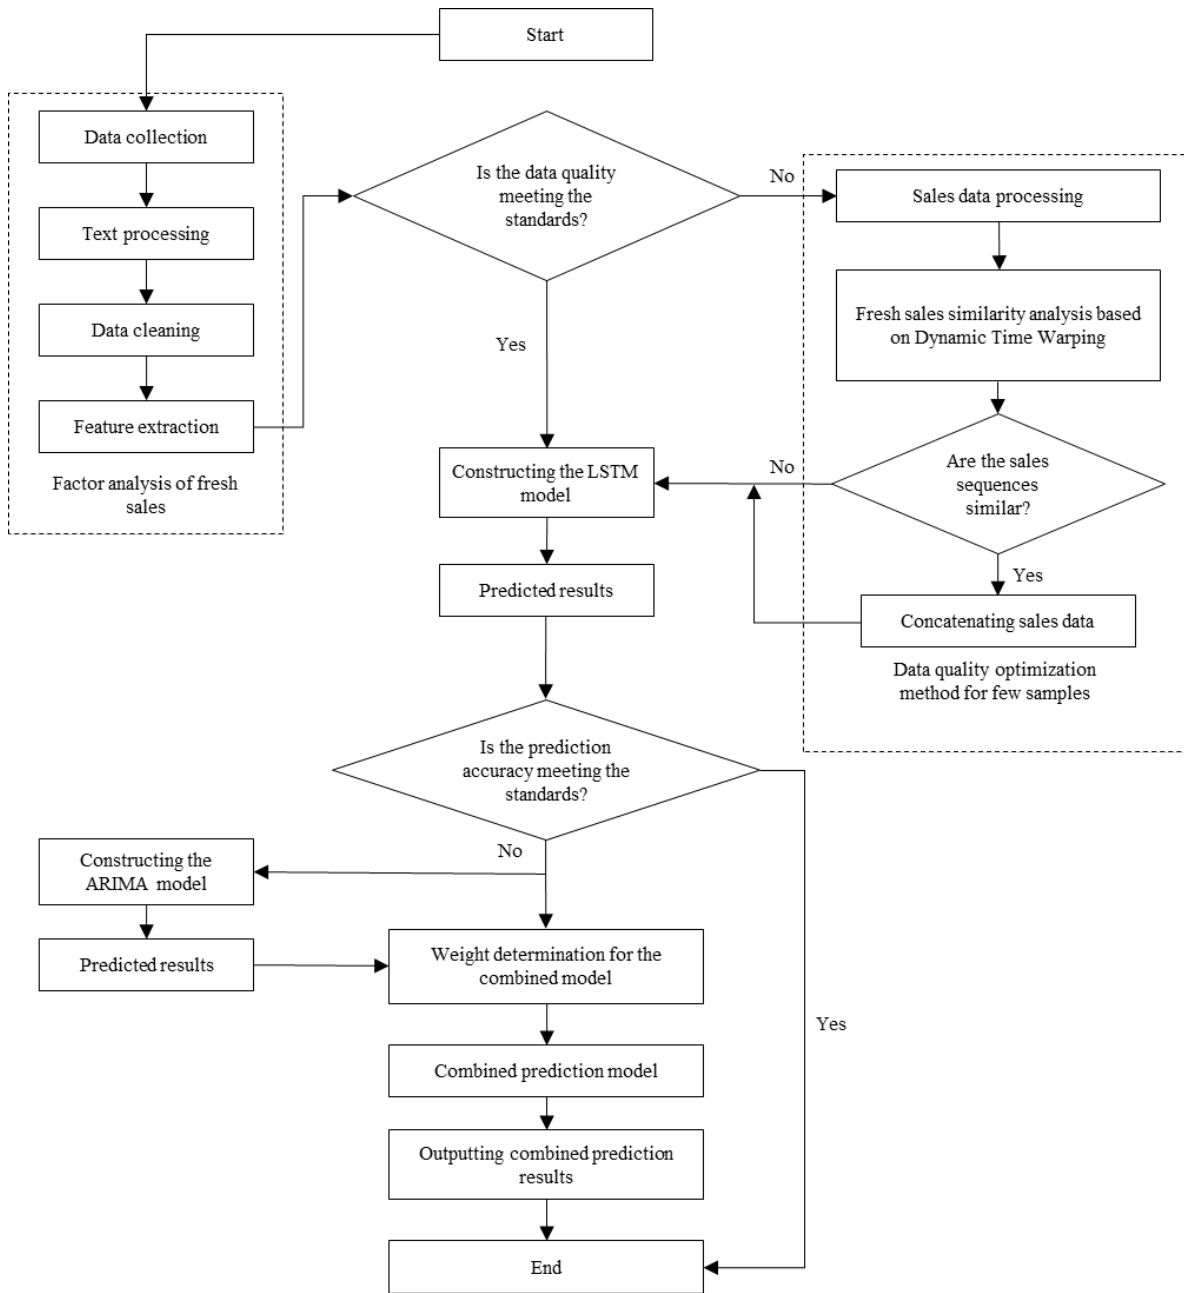 Start
Data collection
Text processing
Data cleaning
Feature extraction
Factor analysis of fresh
sales
Is the data quality
meeting the
standards?
No
Yes
Sales data processing
Fresh sales similarity analysis based
on Dynamic Time Warping
Are the sales
sequences
similar?
No
Yes
Concatenating sales data
Data quality optimization
method for few samples
Constructing the LSTM
model
Predicted results
Is the prediction
accuracy meeting the
standards?
No
Yes
Constructing the
ARIMA model
Predicted results
Weight determination for the
combined model
Combined prediction model
Outputting combined prediction
results
End